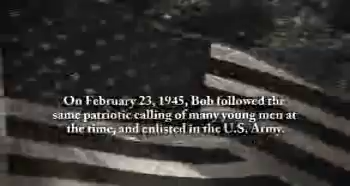 On February 23, 1945, Bob followed the
same patriotic calling of many young men at
the time, and enlisted in the U.S. Army.